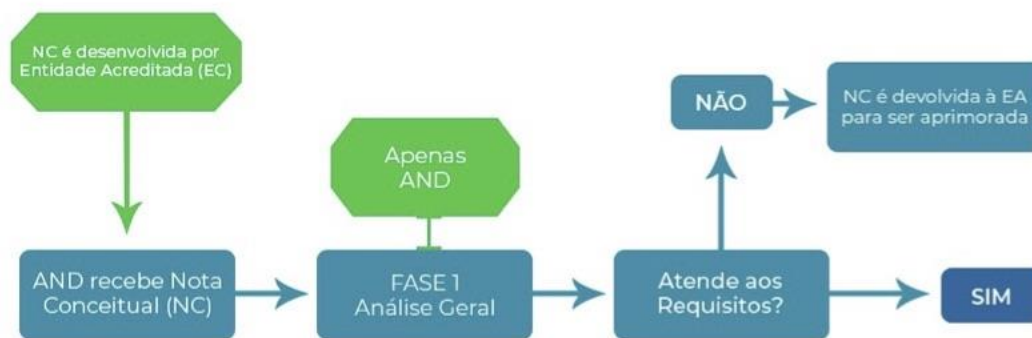 NC é desenvolvida por
Entidade Acreditada (EC)
NÃO
NC é devolvida à EA
para ser aprimorada
Apenas
AND
AND recebe Nota
Conceitual (NC)
FASE 1
Análise Geral
Atende aos
Requisitos?
SIM